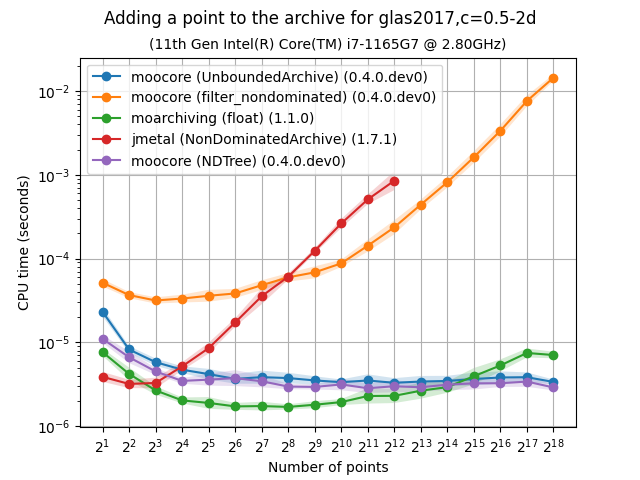 Adding a point to the archive for glas2017,c=0.5-2d
(11th Gen Intel(R) Core(TM) i7-1165G7 @ 2.80GHz)
moocore (UnboundedArchive) (0.4.0.dev0)
moocore (filter_nondominated) (0.4.0.dev0)
moarchiving (float) (1.1.0)
jmetal (NonDominatedArchive) (1.7.1)
moocore (NDTree) (0.4.0.dev0)
CPU time (seconds)
10⁻²
10⁻³
10⁻⁴
10⁻⁵
10⁻⁶
2¹ 2² 2³ 2⁴ 2⁵ 2⁶ 2⁷ 2⁸ 2⁹ 2¹⁰ 2¹¹ 2¹² 2¹³ 2¹⁴ 2¹⁵ 2¹⁶ 2¹⁷ 2¹⁸
Number of points